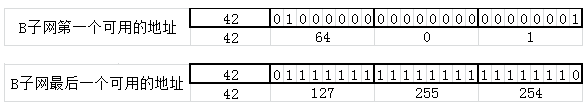 B子网第一个可用的地址 42 01000000 00000000 00000001
42 64 0 1
B子网最后一个可用的地址 42 01111111 11111111 11111110
42 127 255 254